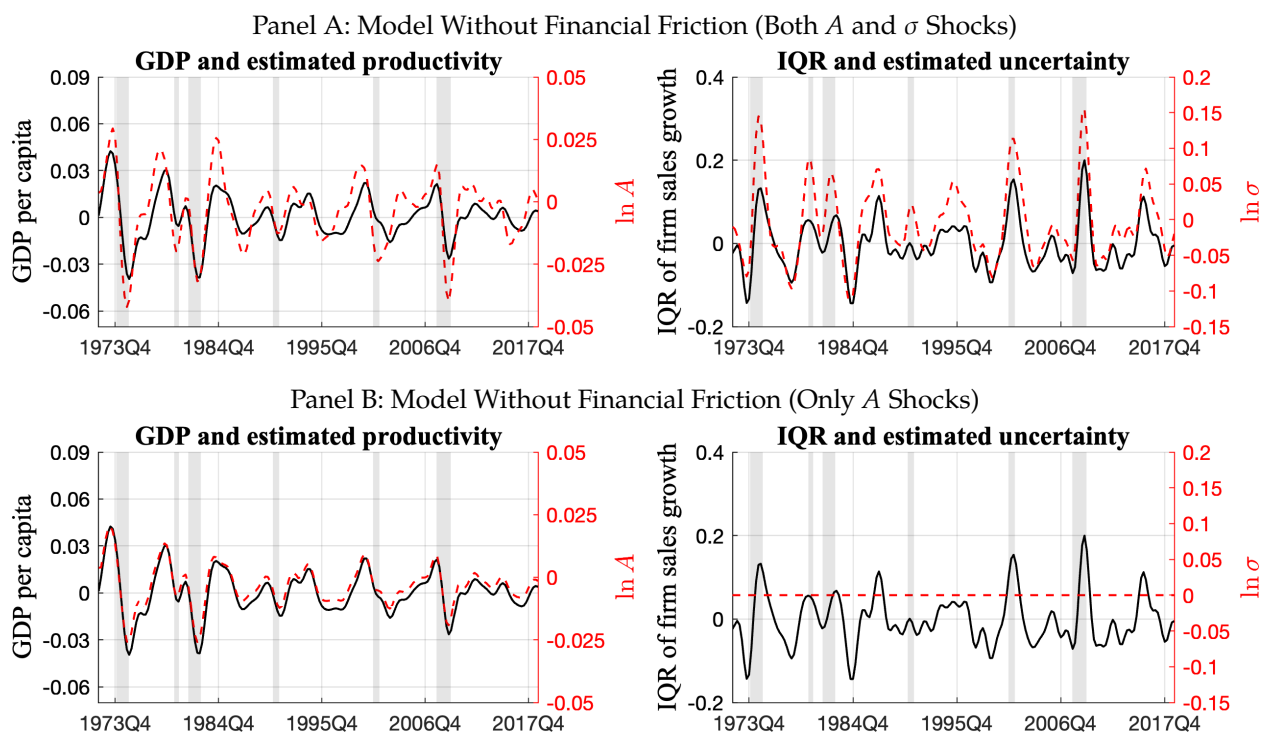 Panel A: Model Without Financial Friction (Both A and σ Shocks)
GDP and estimated productivity
GDP per capita
0.09
0.06
0.03
0
-0.03
-0.06
0.05
0.025
0
-0.025
-0.05
ln A
1973Q4 1984Q4 1995Q4 2006Q4 2017Q4
IQR and estimated uncertainty
IQR of firm sales growth
0.4
0.2
0
-0.2
0.2
0.15
0.1
0.05
0
-0.05
-0.1
-0.15
ln σ
1973Q4 1984Q4 1995Q4 2006Q4 2017Q4
Panel B: Model Without Financial Friction (Only A Shocks)
GDP and estimated productivity
GDP per capita
0.09
0.06
0.03
0
-0.03
-0.06
0.05
0.025
0
-0.025
-0.05
ln A
1973Q4 1984Q4 1995Q4 2006Q4 2017Q4
IQR and estimated uncertainty
IQR of firm sales growth
0.4
0.2
0
-0.2
0.2
0.15
0.1
0.05
0
-0.05
-0.1
-0.15
ln σ
1973Q4 1984Q4 1995Q4 2006Q4 2017Q4